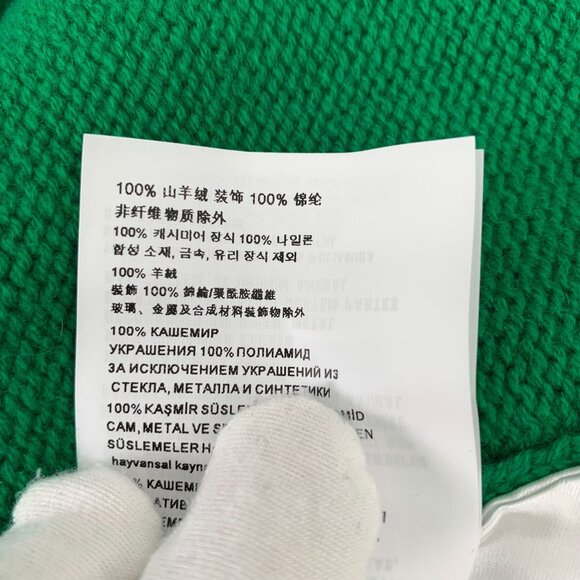 100% 山羊绒 装饰 100% 锦纶
非纤维物质除外
100% 캐시미어 장식 100% 나일론
합성 소재, 금속, 유리 장식 제외
100% 羊絨
裝飾 100% 錦綸/聚酰胺纖維
玻璃、金屬及合成材料裝飾物除外
100% КАШЕМИР
УКРАШЕНИЯ 100% ПОЛИАМИД
ЗА ИСКЛЮЧЕНИЕМ УКРАШЕНИЙ ИЗ
СТЕКЛА, МЕТАЛЛА И СИНТЕТИКИ
100% KAŞMİR SÜSLE
CAM, METAL VE
SÜSLEMELER
hayvansal
100% КАШЕМИ